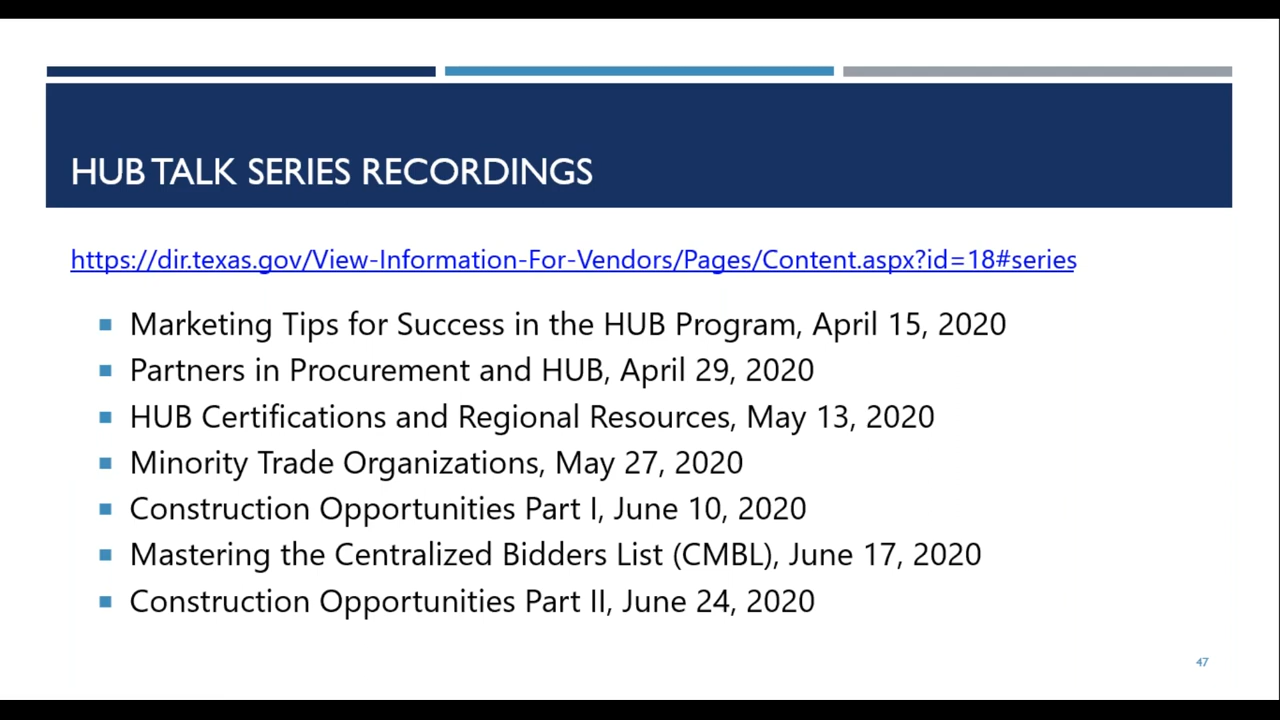 HUB TALK SERIES RECORDINGS
https://dir.texas.gov/View-Information-For-Vendors/Pages/Content.aspx?id=18#series
Marketing Tips for Success in the HUB Program, April 15, 2020
Partners in Procurement and HUB, April 29, 2020
HUB Certifications and Regional Resources, May 13, 2020
Minority Trade Organizations, May 27, 2020
Construction Opportunities Part I, June 10, 2020
Mastering the Centralized Bidders List (CMBL), June 17, 2020
Construction Opportunities Part II, June 24, 2020
47